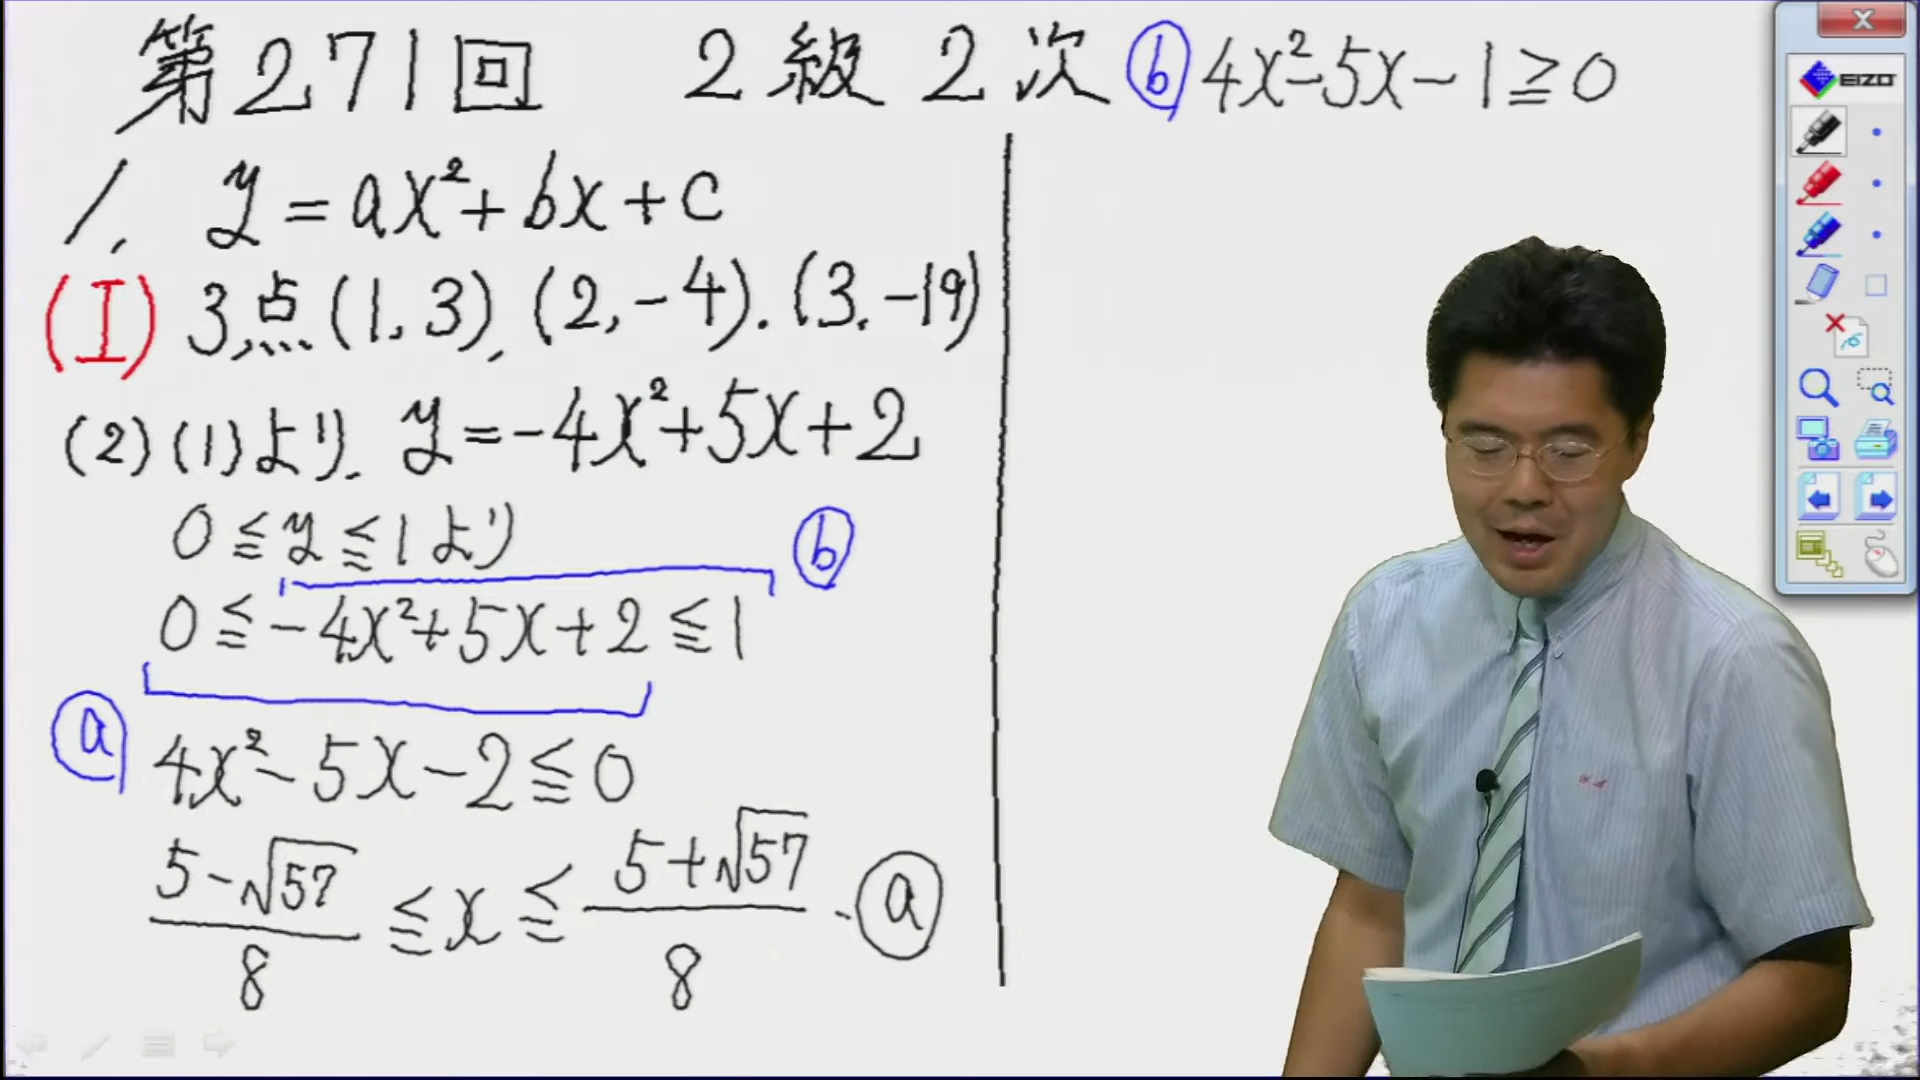 第271回 2級2次
1. y=ax²+bx+c
(I) 3点(1,3),(2,-4).(3.-19)
(2)(1)より. y=-4x²+5x+2
0≦y≦1より
ⓑ
0≦-4x²+5x+2≦1
ⓐ 4x²-5x-2≦0
(5-√57)/8≦x≦(5+√57)/8 …ⓐ
ⓑ 4x²-5x-1≧0
EIZO